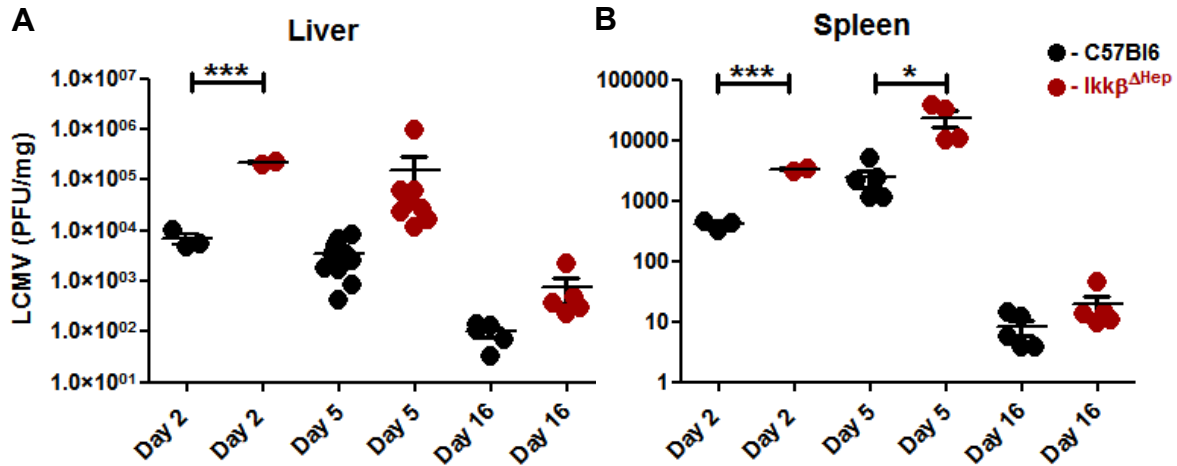 A
Liver
B
Spleen
- C57Bl6
- Ikkβ^ΔHep
LCMV (PFU/mg)
1.0×10^07
1.0×10^06
1.0×10^05
1.0×10^04
1.0×10^03
1.0×10^02
1.0×10^01
***
Day 2
Day 2
Day 5
Day 5
Day 16
Day 16
100000
10000
1000
100
10
1
***
*
Day 2
Day 2
Day 5
Day 5
Day 16
Day 16